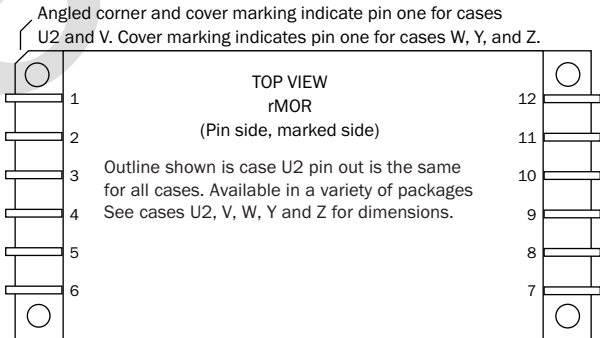 Angled corner and cover marking indicate pin one for cases
U2 and V. Cover marking indicates pin one for cases W, Y, and Z.
TOP VIEW
rMOR
(Pin side, marked side)
Outline shown is case U2 pin out is the same
for all cases. Available in a variety of packages
See cases U2, V, W, Y and Z for dimensions.
1
2
3
4
5
6
12
11
10
9
8
7